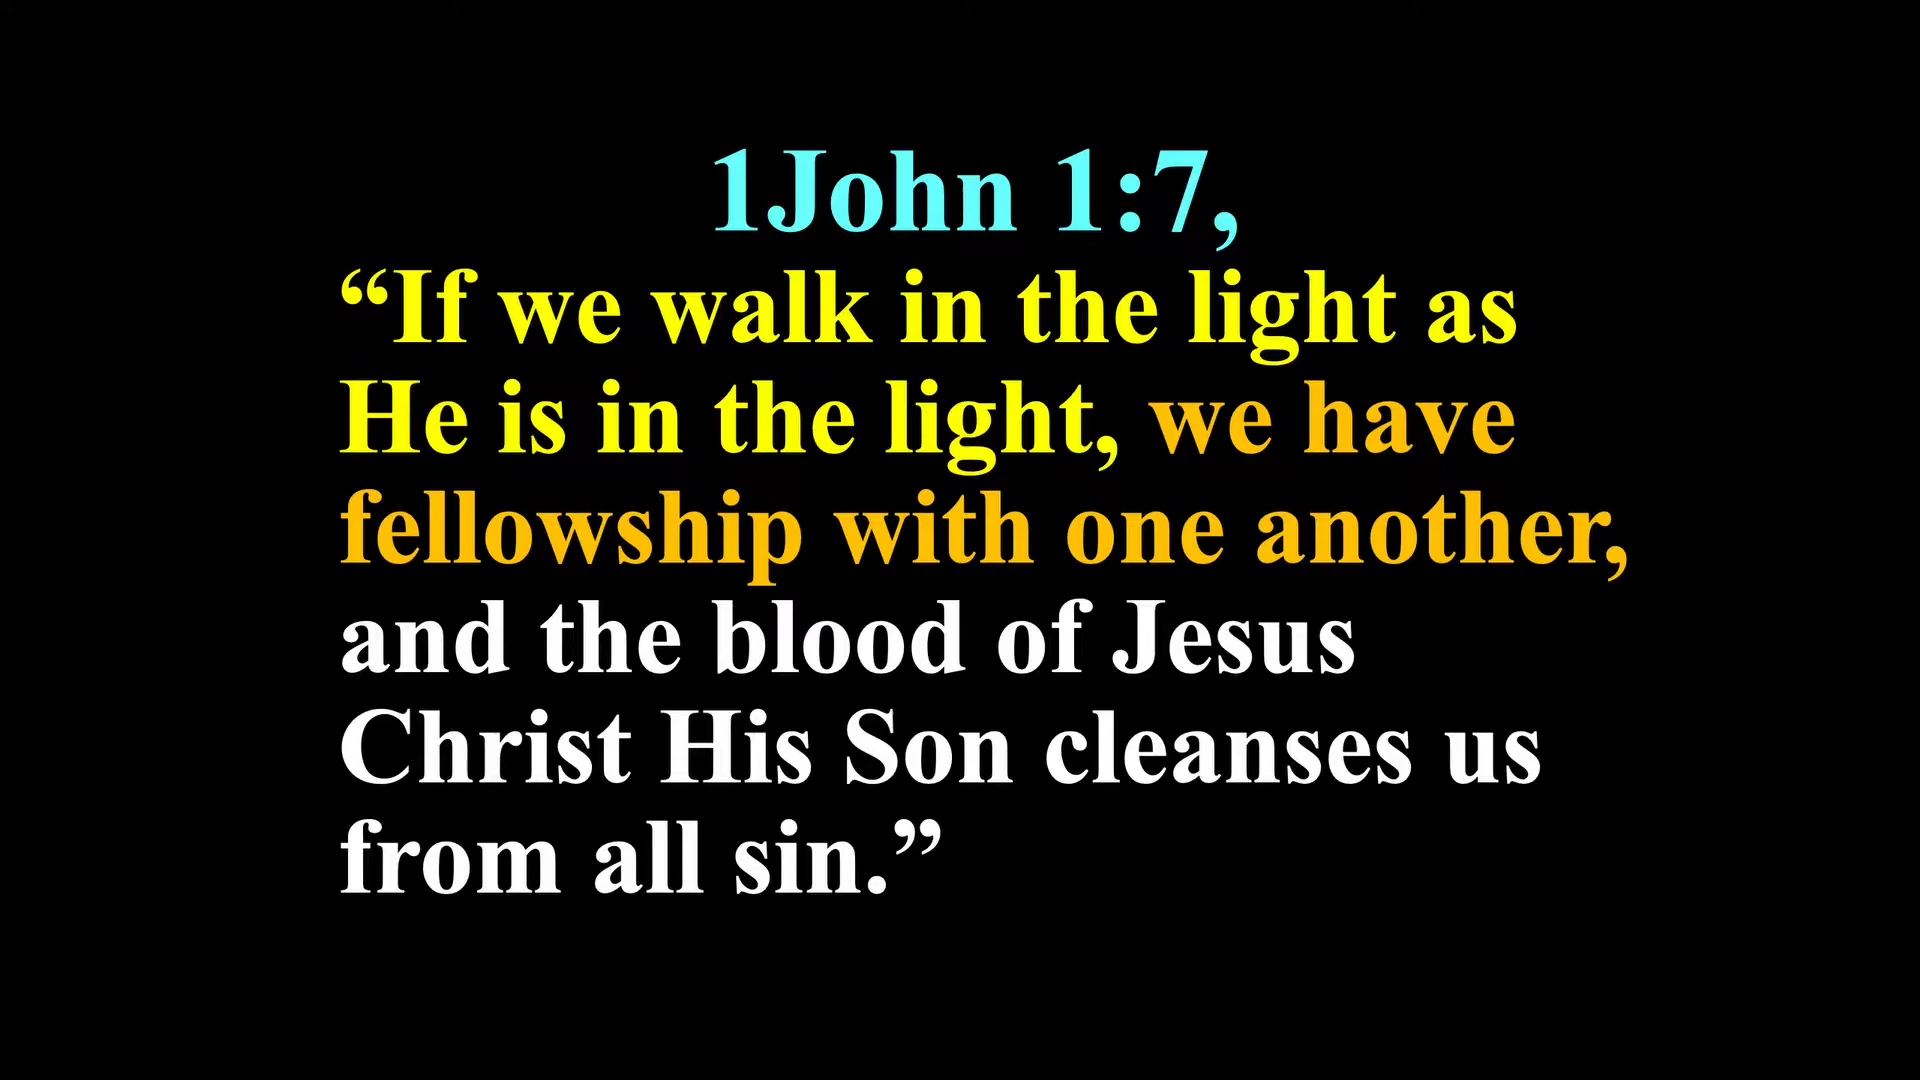 1John 1:7,
“If we walk in the light as
He is in the light, we have
fellowship with one another,
and the blood of Jesus
Christ His Son cleanses us
from all sin.”